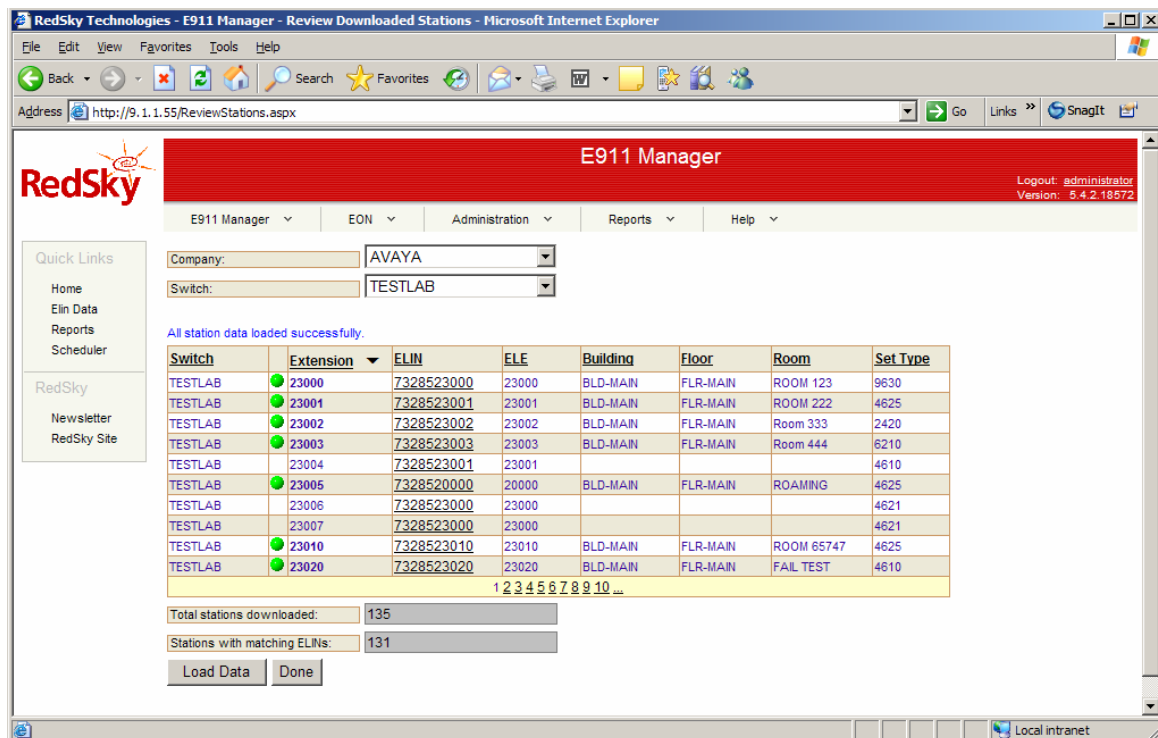 RedSky Technologies - E911 Manager - Review Downloaded Stations - Microsoft Internet Explorer
File Edit View Favorites Tools Help
Back Search Favorites
Address http://9.1.1.55/ReviewStations.aspx Go Links » SnagIt
RedSky
E911 Manager
Logout: administrator
Version: 5.4.2.18572
E911 Manager EON Administration Reports Help
Quick Links
Home
Elin Data
Reports
Scheduler
RedSky
Newsletter
RedSky Site
Company: AVAYA
Switch: TESTLAB
All station data loaded successfully.
Switch Extension ELIN ELE Building Floor Room Set Type
TESTLAB 23000 7328523000 23000 BLD-MAIN FLR-MAIN ROOM 123 9630
TESTLAB 23001 7328523001 23001 BLD-MAIN FLR-MAIN ROOM 222 4625
TESTLAB 23002 7328523002 23002 BLD-MAIN FLR-MAIN Room 333 2420
TESTLAB 23003 7328523003 23003 BLD-MAIN FLR-MAIN Room 444 6210
TESTLAB 23004 7328523001 23001 4610
TESTLAB 23005 7328520000 20000 BLD-MAIN FLR-MAIN ROAMING 4625
TESTLAB 23006 7328523000 23000 4621
TESTLAB 23007 7328523000 23000 4621
TESTLAB 23010 7328523010 23010 BLD-MAIN FLR-MAIN ROOM 65747 4625
TESTLAB 23020 7328523020 23020 BLD-MAIN FLR-MAIN FAIL TEST 4610
1 2 3 4 5 6 7 8 9 10 ...
Total stations downloaded: 135
Stations with matching ELINs: 131
Load Data Done
Local intranet